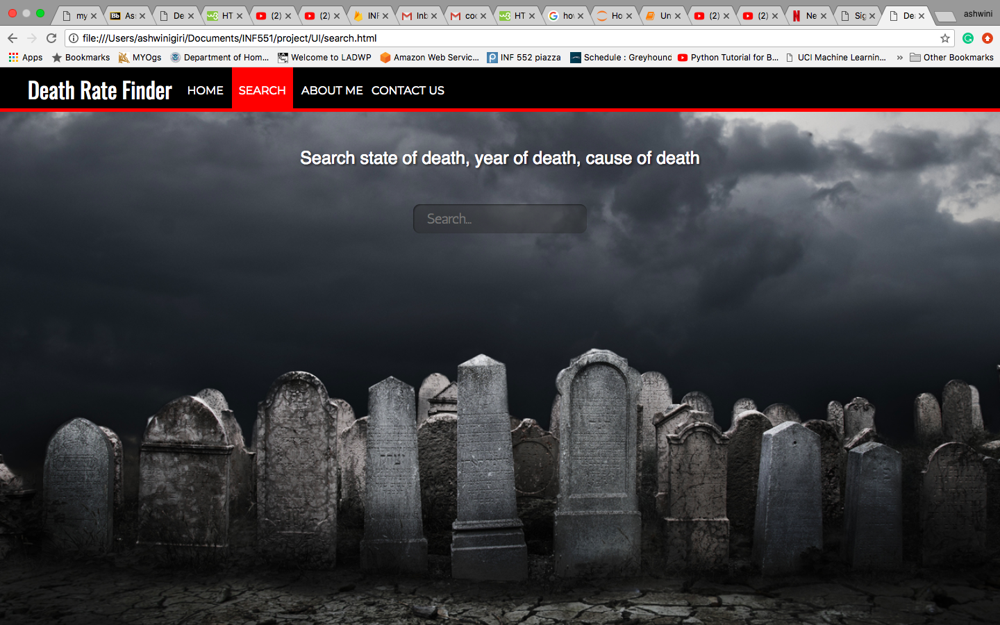 my
Bb As
De
HT
(2)
(2)
INF
Inb
coc
HT
hov
Ho
Un
(2)
(2)
Ne
Sig
Dea
ashwini
file:///Users/ashwinigiri/Documents/INF551/project/UI/search.html
Apps
Bookmarks
MYOgs
Department of Hom...
Welcome to LADWP
Amazon Web Servic...
INF 552 piazza
Schedule : Greyhound
Python Tutorial for B...
UCI Machine Learnin...
»
Other Bookmarks
Death Rate Finder
HOME
SEARCH
ABOUT ME
CONTACT US
Search state of death, year of death, cause of death
Search...